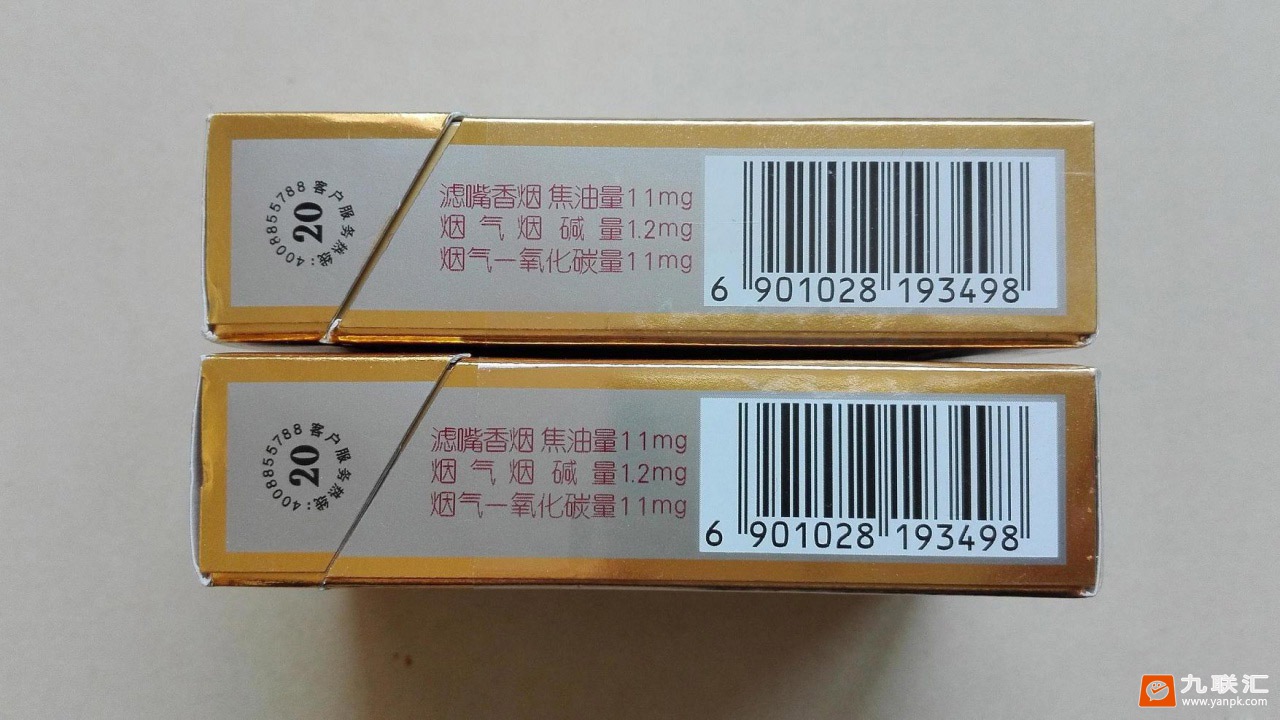 客户服务热线：4008855788
20
滤嘴香烟 焦油量11mg
烟气烟碱量1.2mg
烟气一氧化碳量11mg
6 901028 193498
客户服务热线：4008855788
20
滤嘴香烟 焦油量11mg
烟气烟碱量1.2mg
烟气一氧化碳量11mg
6 901028 193498
九联汇
www.yanpk.com